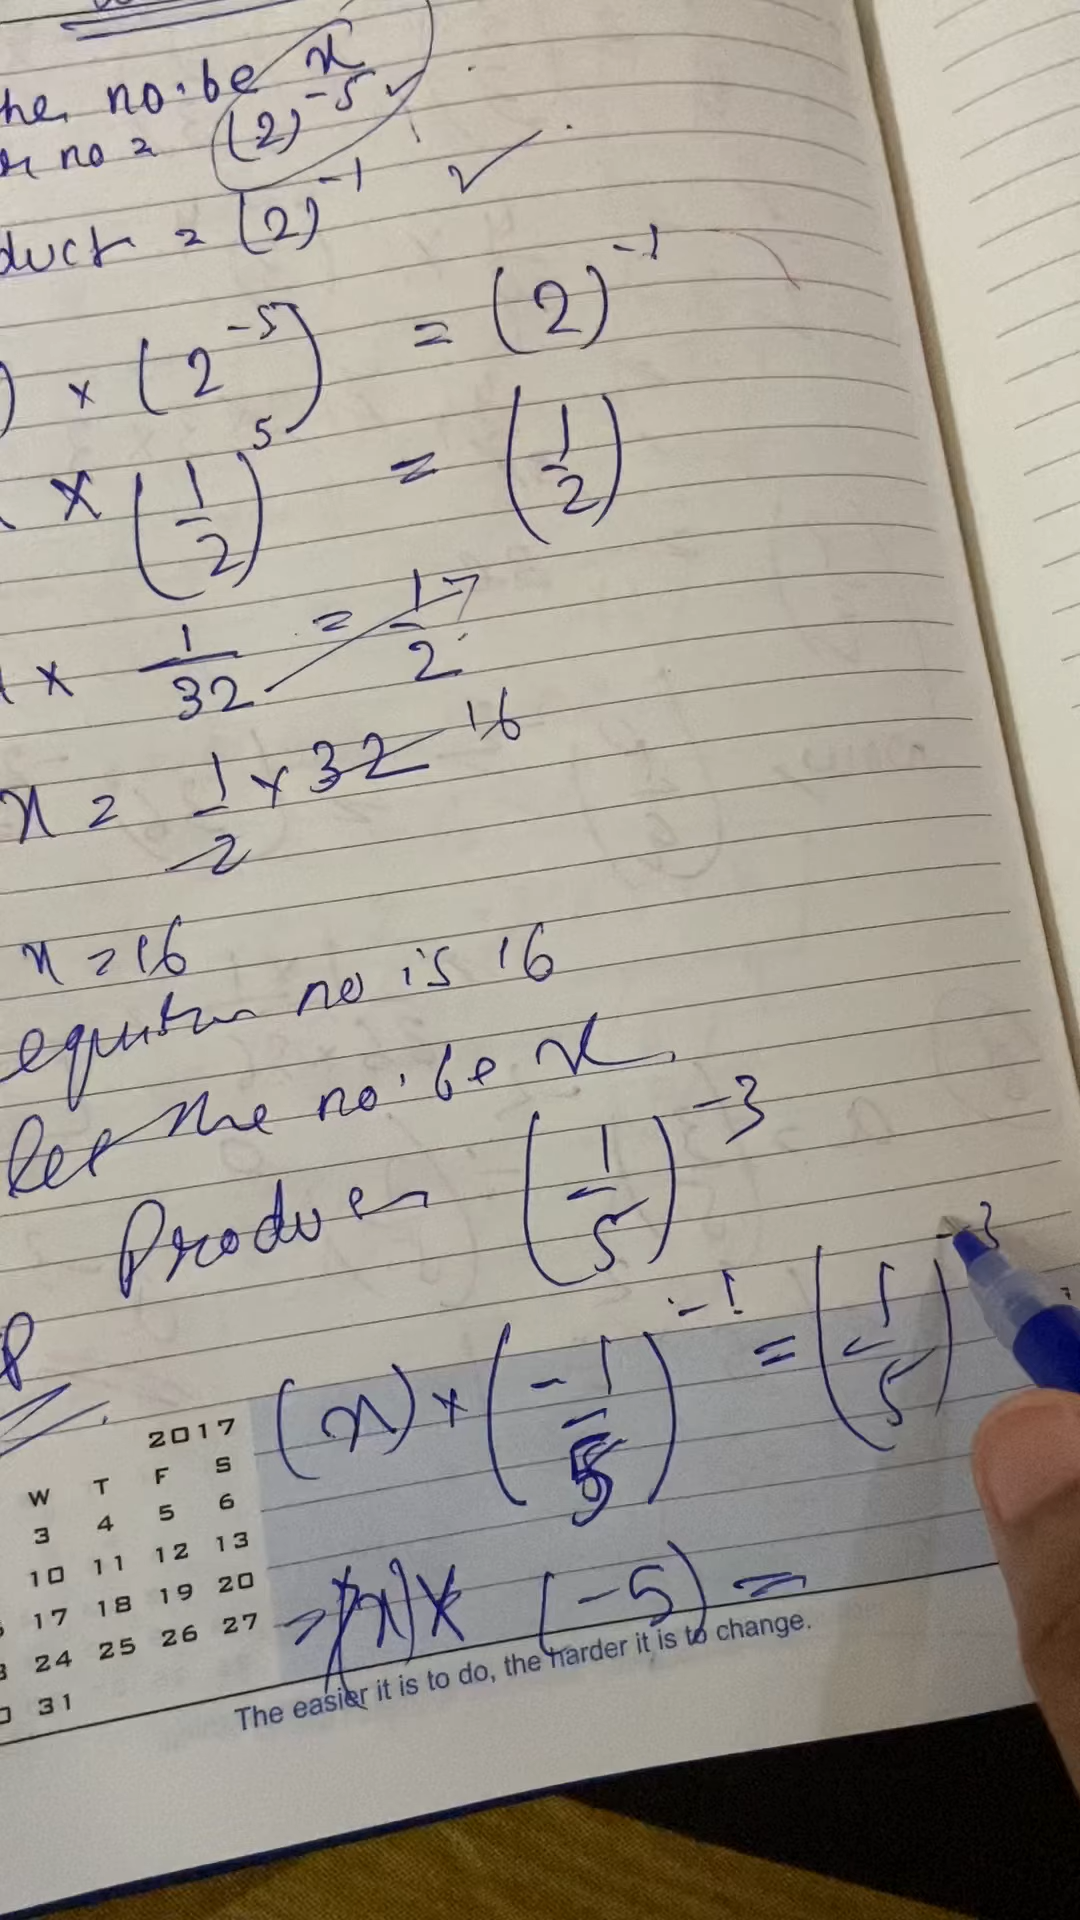 he no. be x
no = (2)^-5
duct = (2)^-1 ✓
) × (2^-5) = (2)^-1
× (1/2)^5 = (1/2)
× 1/32 = 1/2
x = 1/2 × 32 16
x = 16
no is 16
let the no. be x.
(1/5)^-3
(x) × (-1/5)^-1 = (1/5)^-3
(-5) =
2017
W T F S
3 4 5 6
10 11 12 13
17 18 19 20
24 25 26 27
31
The easier it is to do, the harder it is to change.